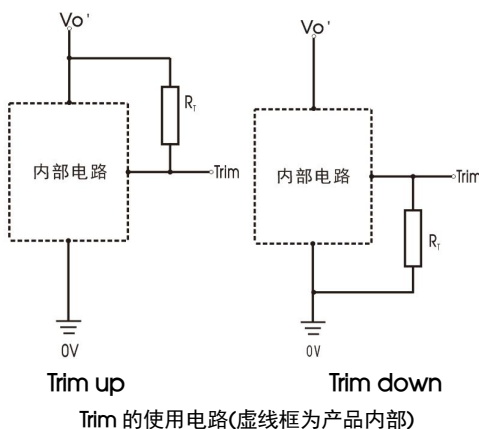 Vo'
Vo'
R_T
内部电路
Trim
内部电路
Trim
R_T
0V
0V
Trim up
Trim down
Trim 的使用电路(虚线框为产品内部)